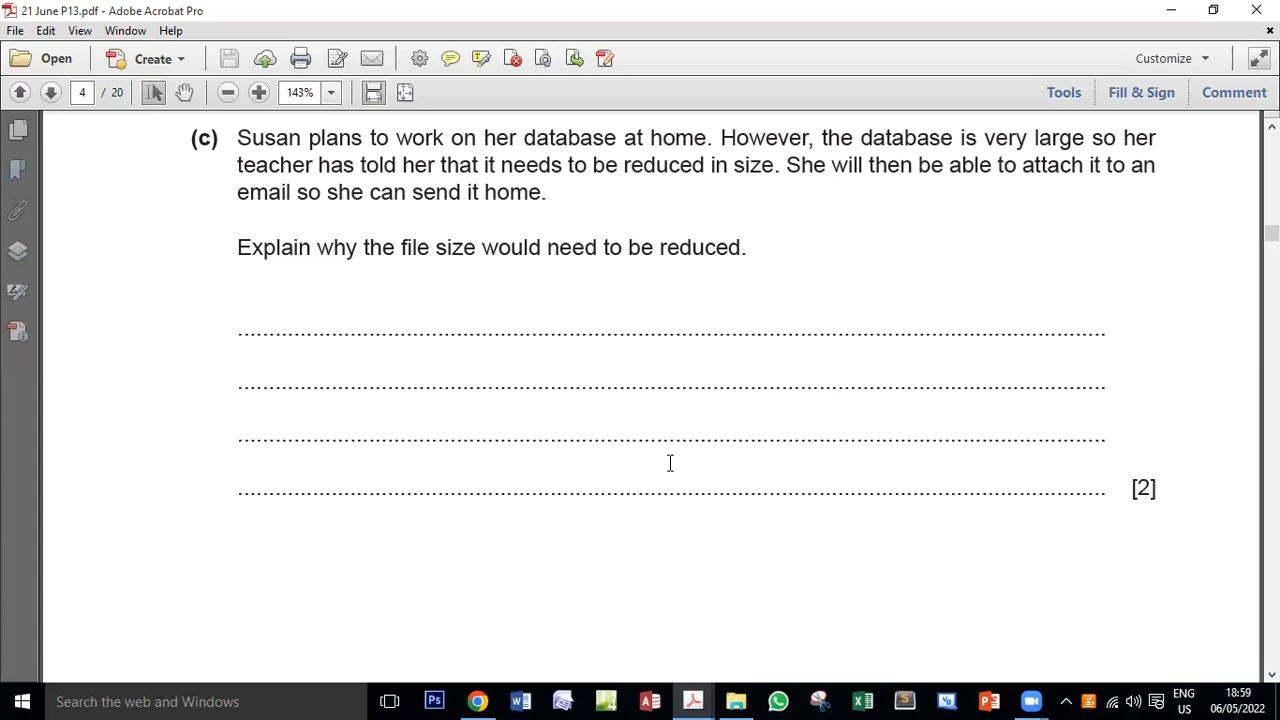 21 June P13.pdf - Adobe Acrobat Pro
File Edit View Window Help
Open Create Customize
4 / 20 143% Tools Fill & Sign Comment
(c) Susan plans to work on her database at home. However, the database is very large so her
teacher has told her that it needs to be reduced in size. She will then be able to attach it to an
email so she can send it home.
Explain why the file size would need to be reduced.
[2]
Search the web and Windows
ENG 18:59
US 06/05/2022